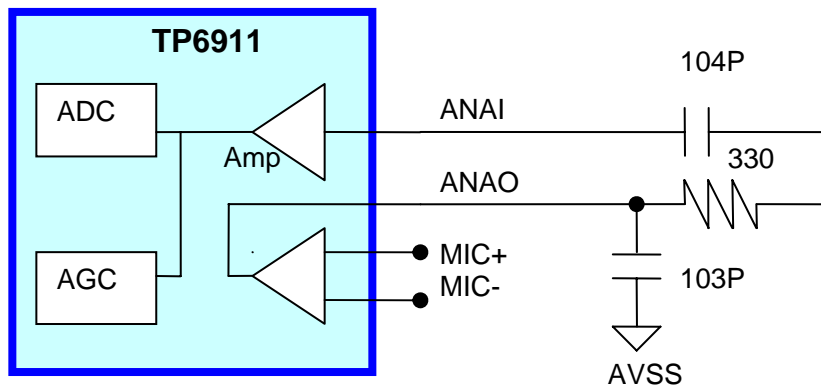 TP6911
104P
ADC
ANAI
Amp
330
ANAO
AGC
MIC+
MIC-
103P
AVSS